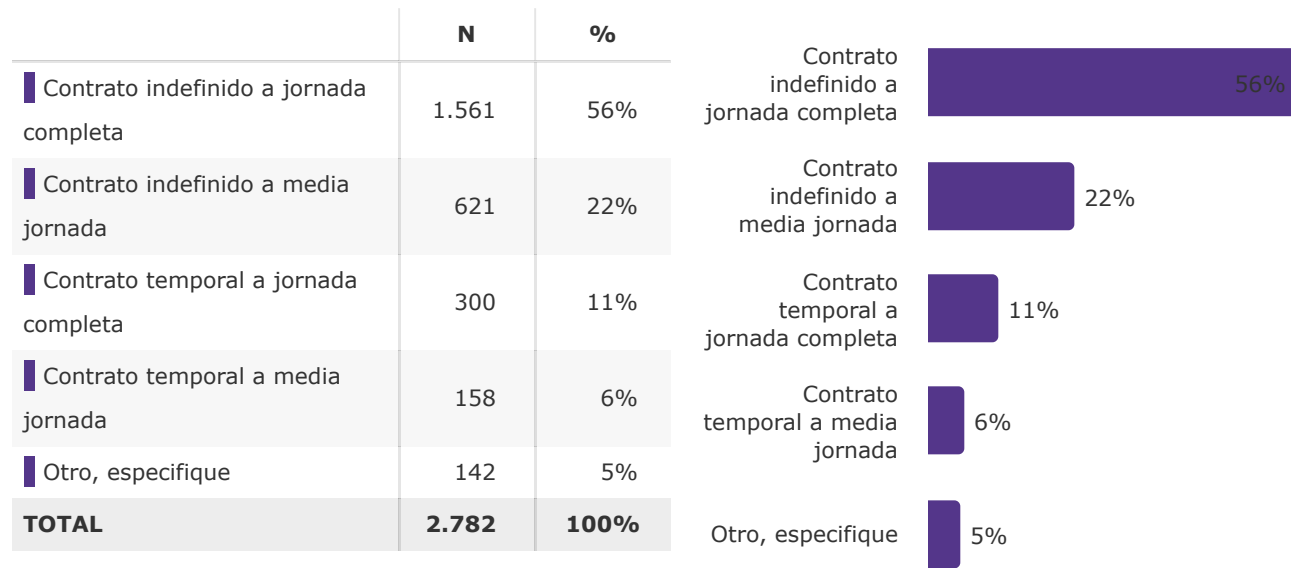 N %
Contrato indefinido a jornada
completa
1.561 56%
Contrato indefinido a media
jornada
621 22%
Contrato temporal a jornada
completa
300 11%
Contrato temporal a media
jornada
158 6%
Otro, especifique 142 5%
TOTAL 2.782 100%
Contrato
indefinido a
jornada completa
56%
Contrato
indefinido a
media jornada
22%
Contrato
temporal a
jornada completa
11%
Contrato
temporal a media
jornada
6%
Otro, especifique
5%